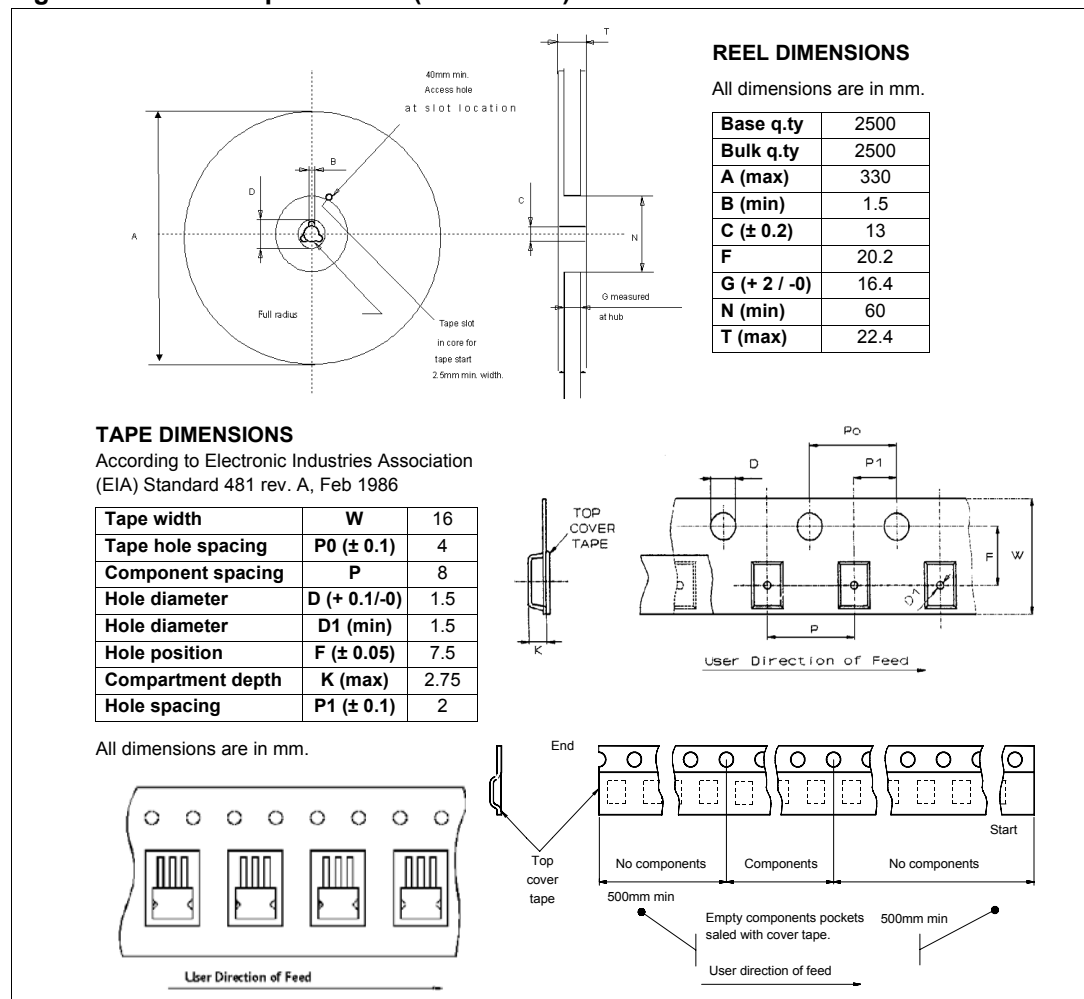 40mm min.
Access hole
at slot location
T
B
D
A
C
N
Full radius
G measured
at hub
Tape slot
in core for
tape start
2.5mm min. width.
REEL DIMENSIONS
All dimensions are in mm.
Base q.ty 2500
Bulk q.ty 2500
A (max) 330
B (min) 1.5
C (± 0.2) 13
F 20.2
G (+ 2 / -0) 16.4
N (min) 60
T (max) 22.4
TAPE DIMENSIONS
According to Electronic Industries Association
(EIA) Standard 481 rev. A, Feb 1986
Tape width W 16
Tape hole spacing P0 (± 0.1) 4
Component spacing P 8
Hole diameter D (+ 0.1/-0) 1.5
Hole diameter D1 (min) 1.5
Hole position F (± 0.05) 7.5
Compartment depth K (max) 2.75
Hole spacing P1 (± 0.1) 2
All dimensions are in mm.
TOP
COVER
TAPE
K
Po
D
P1
F
W
D1
P
User Direction of Feed
User Direction of Feed
End
Start
Top
cover
tape
No components
Components
No components
500mm min
Empty components pockets
saled with cover tape.
500mm min
User direction of feed